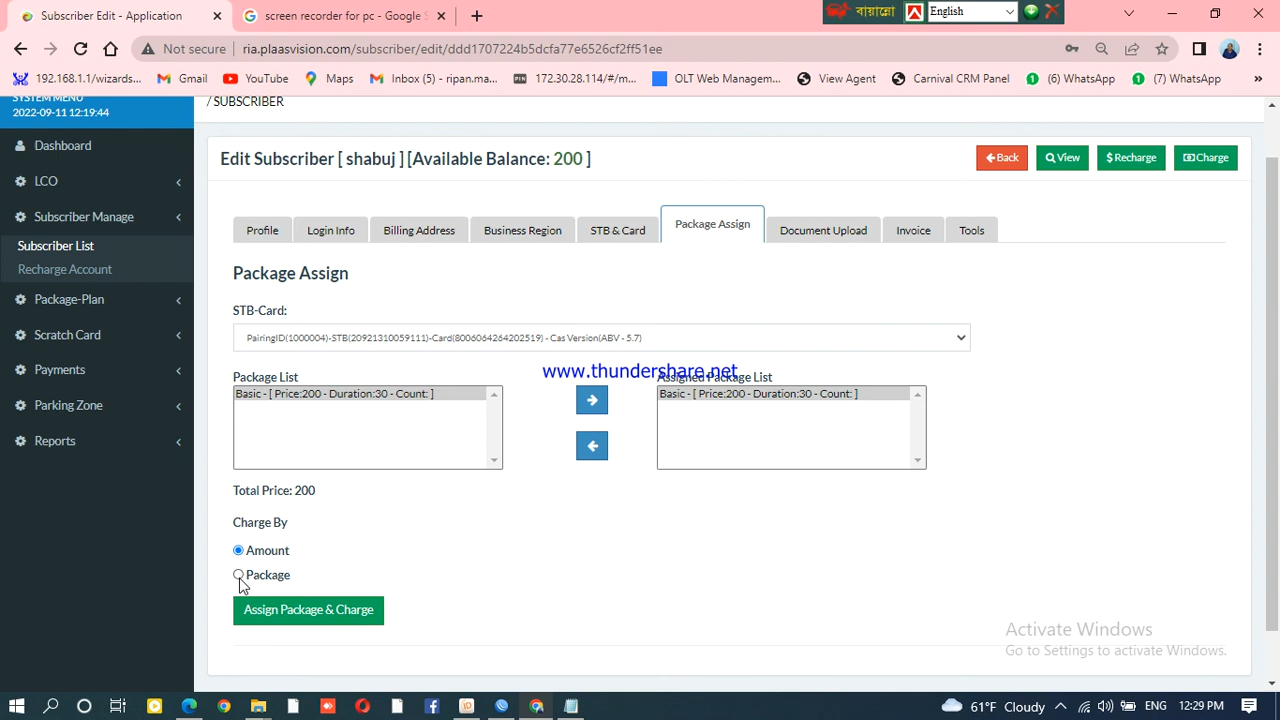 Subscriber Edit - Application
screen recorder for pc - Google S
বায়ান্নো
English
Not secure
ria.plaasvision.com/subscriber/edit/ddd1707224b5dcfa77e6526cf2ff51ee
192.168.1.1/wizards...
Gmail
YouTube
Maps
Inbox (5) - ripan.ma...
172.30.28.114/#/m...
OLT Web Managem...
View Agent
Carnival CRM Panel
(6) WhatsApp
(7) WhatsApp
»
SYSTEM MENU
2022-09-11 12:19:44
Dashboard
LCO
Subscriber Manage
Subscriber List
Recharge Account
Package-Plan
Scratch Card
Payments
Parking Zone
Reports
/ SUBSCRIBER
Edit Subscriber [ shabuj ] [Available Balance: 200 ]
Back
View
$ Recharge
Charge
Profile
Login Info
Billing Address
Business Region
STB & Card
Package Assign
Document Upload
Invoice
Tools
Package Assign
STB-Card:
PairingID(1000004)-STB(20921310059111)-Card(8006064264202519) - Cas Version(ABV - 5.7)
www.thundershare.net
Package List
Assigned Package List
Basic - [ Price:200 - Duration:30 - Count: ]
Basic - [ Price:200 - Duration:30 - Count: ]
Total Price: 200
Charge By
Amount
Package
Assign Package & Charge
Activate Windows
Go to Settings to activate Windows.
61°F Cloudy
ENG
12:29 PM